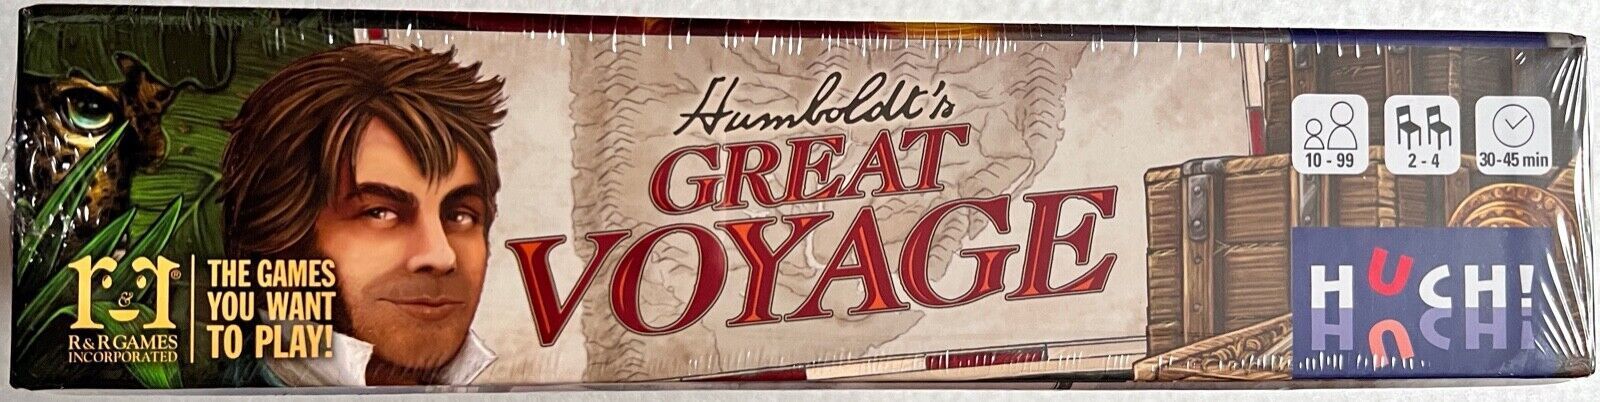 Humboldt's
GREAT
VOYAGE
r&r®
R & R GAMES
INCORPORATED
THE GAMES
YOU WANT
TO PLAY!
10 - 99
2 - 4
30-45 min
HUCH!